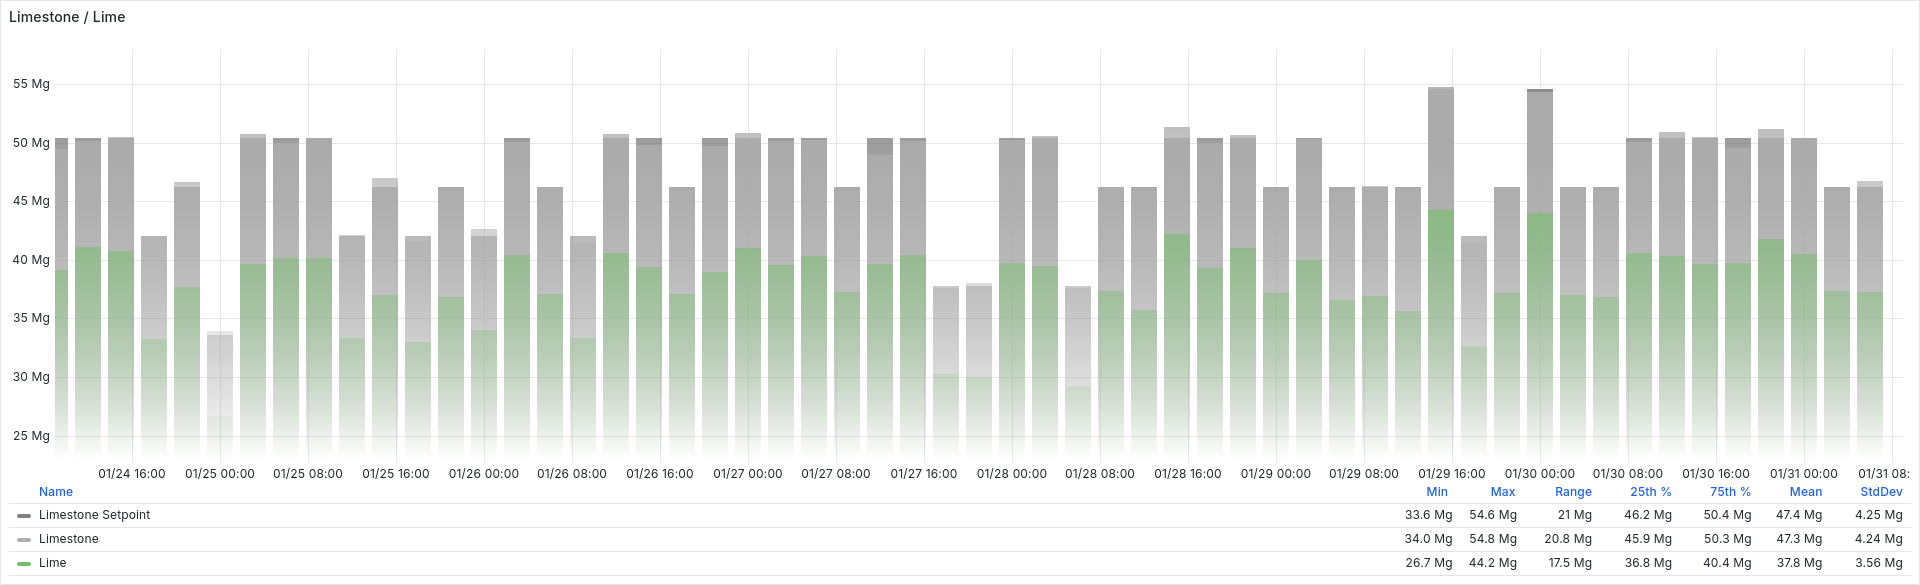 Limestone / Lime
55 Mg
50 Mg
45 Mg
40 Mg
35 Mg
30 Mg
25 Mg
01/24 16:00 01/25 00:00 01/25 08:00 01/25 16:00 01/26 00:00 01/26 08:00 01/26 16:00 01/27 00:00 01/27 08:00 01/27 16:00 01/28 00:00 01/28 08:00 01/28 16:00 01/29 00:00 01/29 08:00 01/29 16:00 01/30 00:00 01/30 08:00 01/30 16:00 01/31 00:00 01/31 08:
Name Min Max Range 25th % 75th % Mean StdDev
Limestone Setpoint 33.6 Mg 54.6 Mg 21 Mg 46.2 Mg 50.4 Mg 47.4 Mg 4.25 Mg
Limestone 34.0 Mg 54.8 Mg 20.8 Mg 45.9 Mg 50.3 Mg 47.3 Mg 4.24 Mg
Lime 26.7 Mg 44.2 Mg 17.5 Mg 36.8 Mg 40.4 Mg 37.8 Mg 3.56 Mg